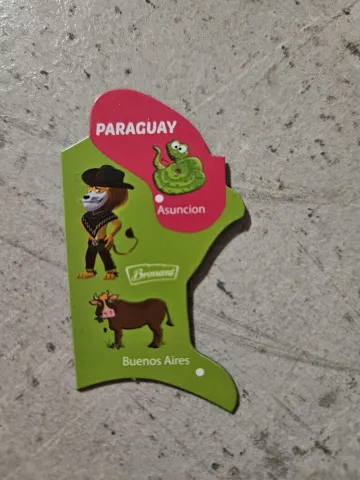 PARAGUAY
Asuncion
Brossard
Buenos Aires